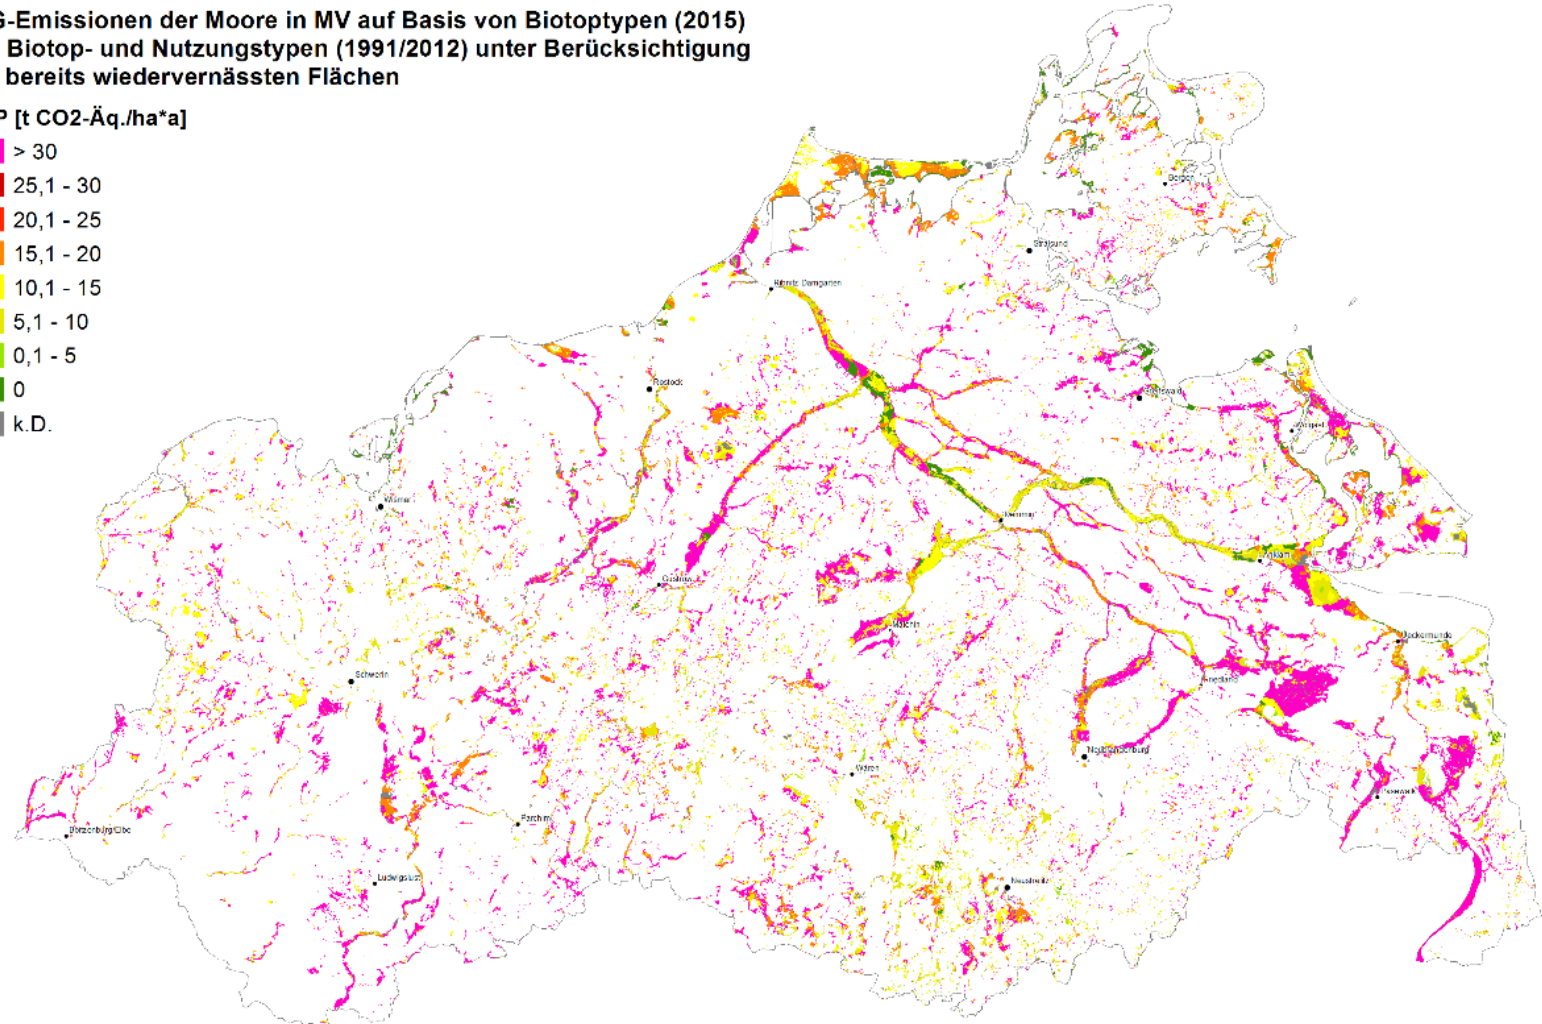 G-Emissionen der Moore in MV auf Basis von Biotoptypen (2015)
Biotop- und Nutzungstypen (1991/2012) unter Berücksichtigung
bereits wiedervernässten Flächen
P [t CO2-Äq./ha*a]
> 30
25,1 - 30
20,1 - 25
15,1 - 20
10,1 - 15
5,1 - 10
0,1 - 5
0
k.D.
Bergen
Stralsund
Ribnitz-Damgarten
Rostock
Wolgast
Wismar
Demmin
Anklam
Güstrow
Malchin
Ueckermünde
Schwerin
Friedland
Neubrandenburg
Waren
Pasewalk
Parchim
Boizenburg/Elbe
Ludwigslust
Neustrelitz